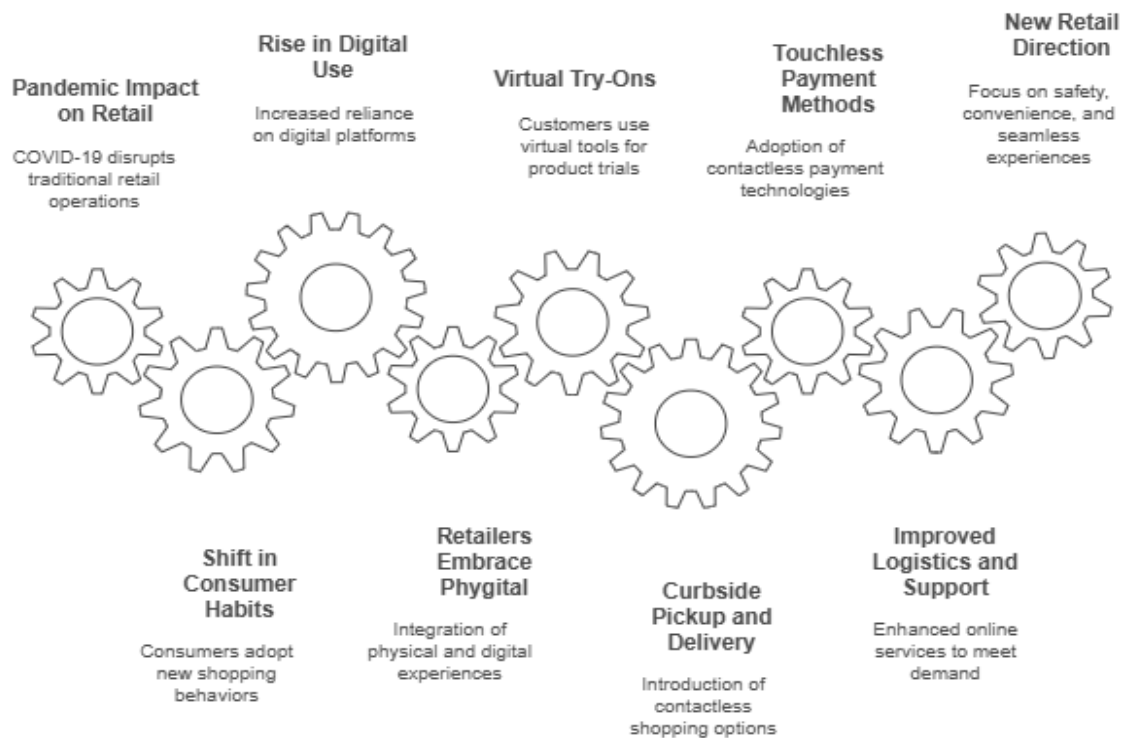 Pandemic Impact
on Retail
COVID-19 disrupts
traditional retail
operations
Shift in
Consumer
Habits
Consumers adopt
new shopping
behaviors
Rise in Digital
Use
Increased reliance
on digital platforms
Retailers
Embrace
Phygital
Integration of
physical and digital
experiences
Virtual Try-Ons
Customers use
virtual tools for
product trials
Curbside
Pickup and
Delivery
Introduction of
contactless
shopping options
Touchless
Payment
Methods
Adoption of
contactless payment
technologies
Improved
Logistics and
Support
Enhanced online
services to meet
demand
New Retail
Direction
Focus on safety,
convenience, and
seamless
experiences